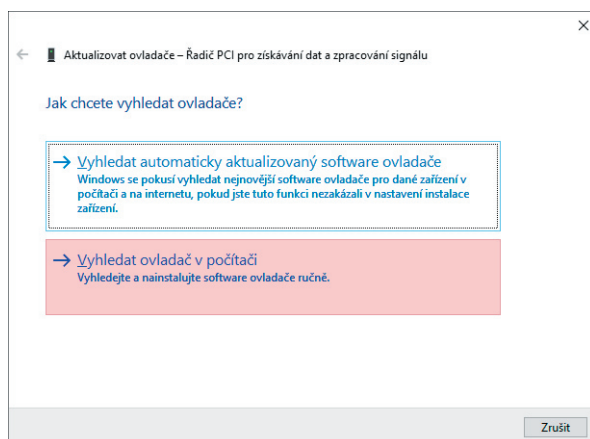 Aktualizovat ovladače – Řadič PCI pro získávání dat a zpracování signálu
Jak chcete vyhledat ovladače?
Vyhledat automaticky aktualizovaný software ovladače
Windows se pokusí vyhledat nejnovější software ovladače pro dané zařízení v
počítači a na internetu, pokud jste tuto funkci nezakázali v nastavení instalace
zařízení.
Vyhledat ovladač v počítači
Vyhledejte a nainstalujte software ovladače ručně.
Zrušit